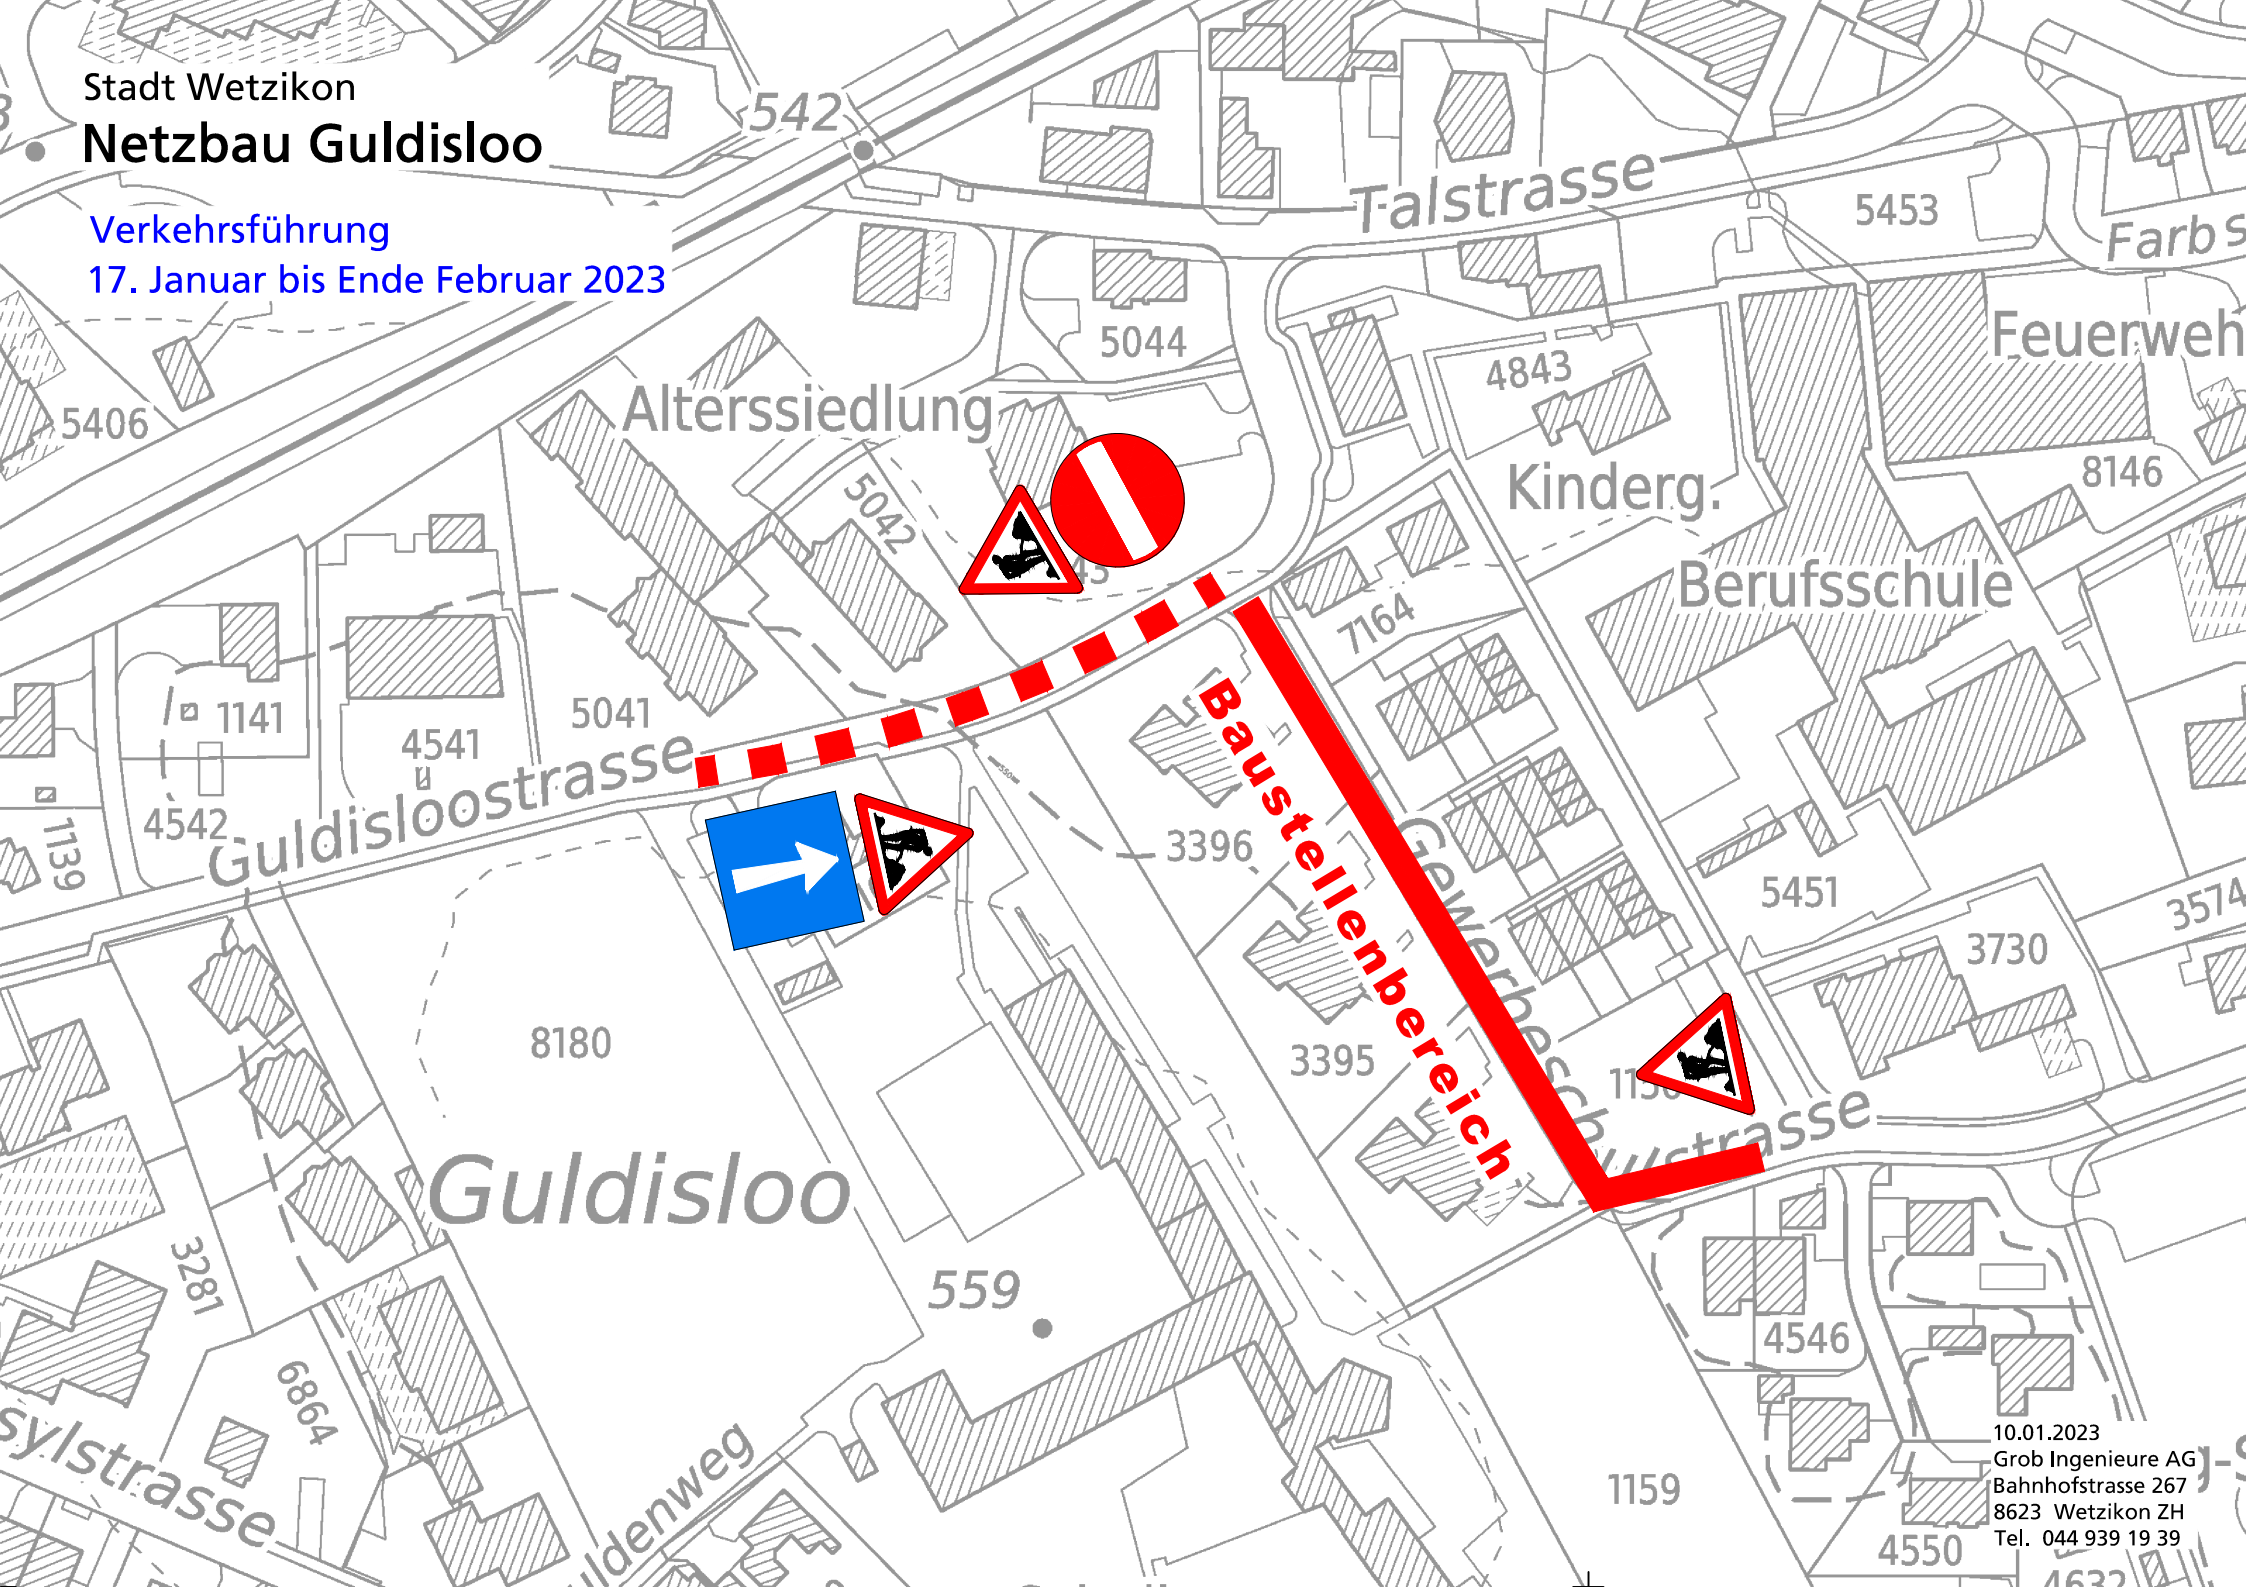 Stadt Wetzikon
Netzbau Guldisloo
Verkehrsführung
17. Januar bis Ende Februar 2023
542
Talstrasse
5453
Farbs
5044
4843
Feuerweh
5406
Alterssiedlung
5042
Kinderg.
8146
Berufsschule
7164
1141
5041
4541
Guldisloostrasse
4542
1139
Baustellenbereich
3396
Gewerbeschulstrasse
5451
3574
3730
8180
3395
Guldisloo
3281
559
4546
6864
sylstrasse
uldenweg
1159
4550
4632
10.01.2023
Grob Ingenieure AG
Bahnhofstrasse 267
8623 Wetzikon ZH
Tel. 044 939 19 39